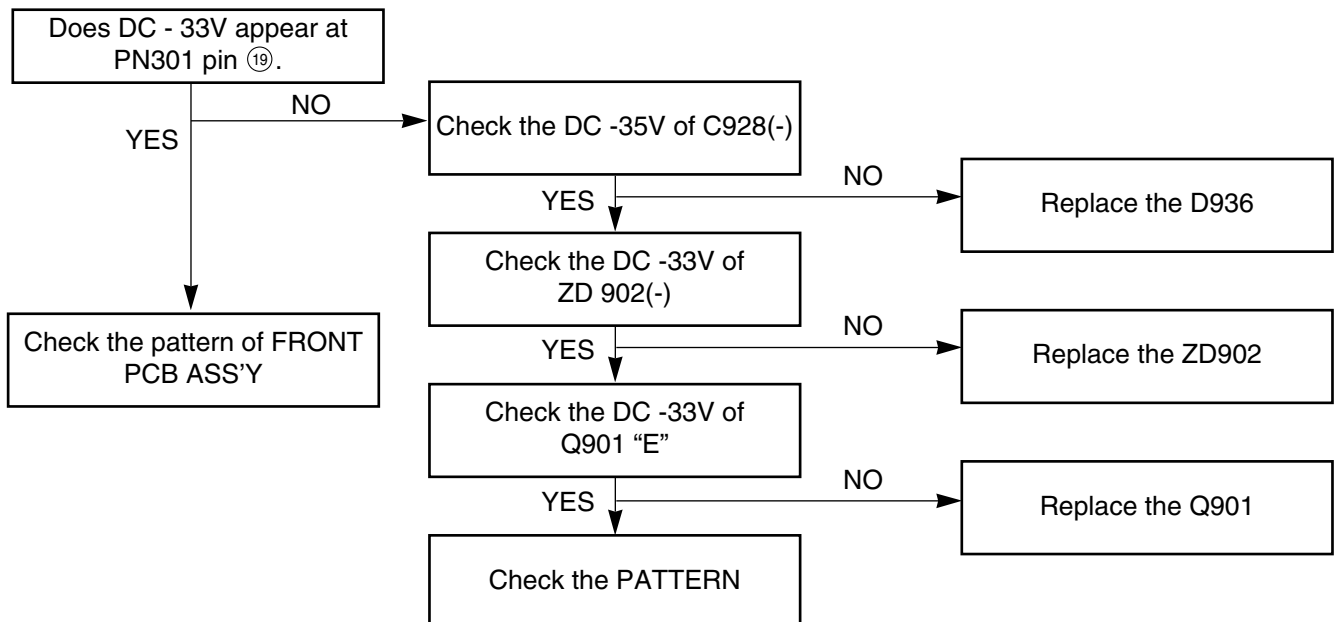 Does DC - 33V appear at
PN301 pin ⑲.
NO
YES
Check the DC -35V of C928(-)
NO
YES
Replace the D936
Check the DC -33V of
ZD 902(-)
Check the pattern of FRONT
PCB ASS’Y
NO
YES
Replace the ZD902
Check the DC -33V of
Q901 “E”
NO
YES
Replace the Q901
Check the PATTERN